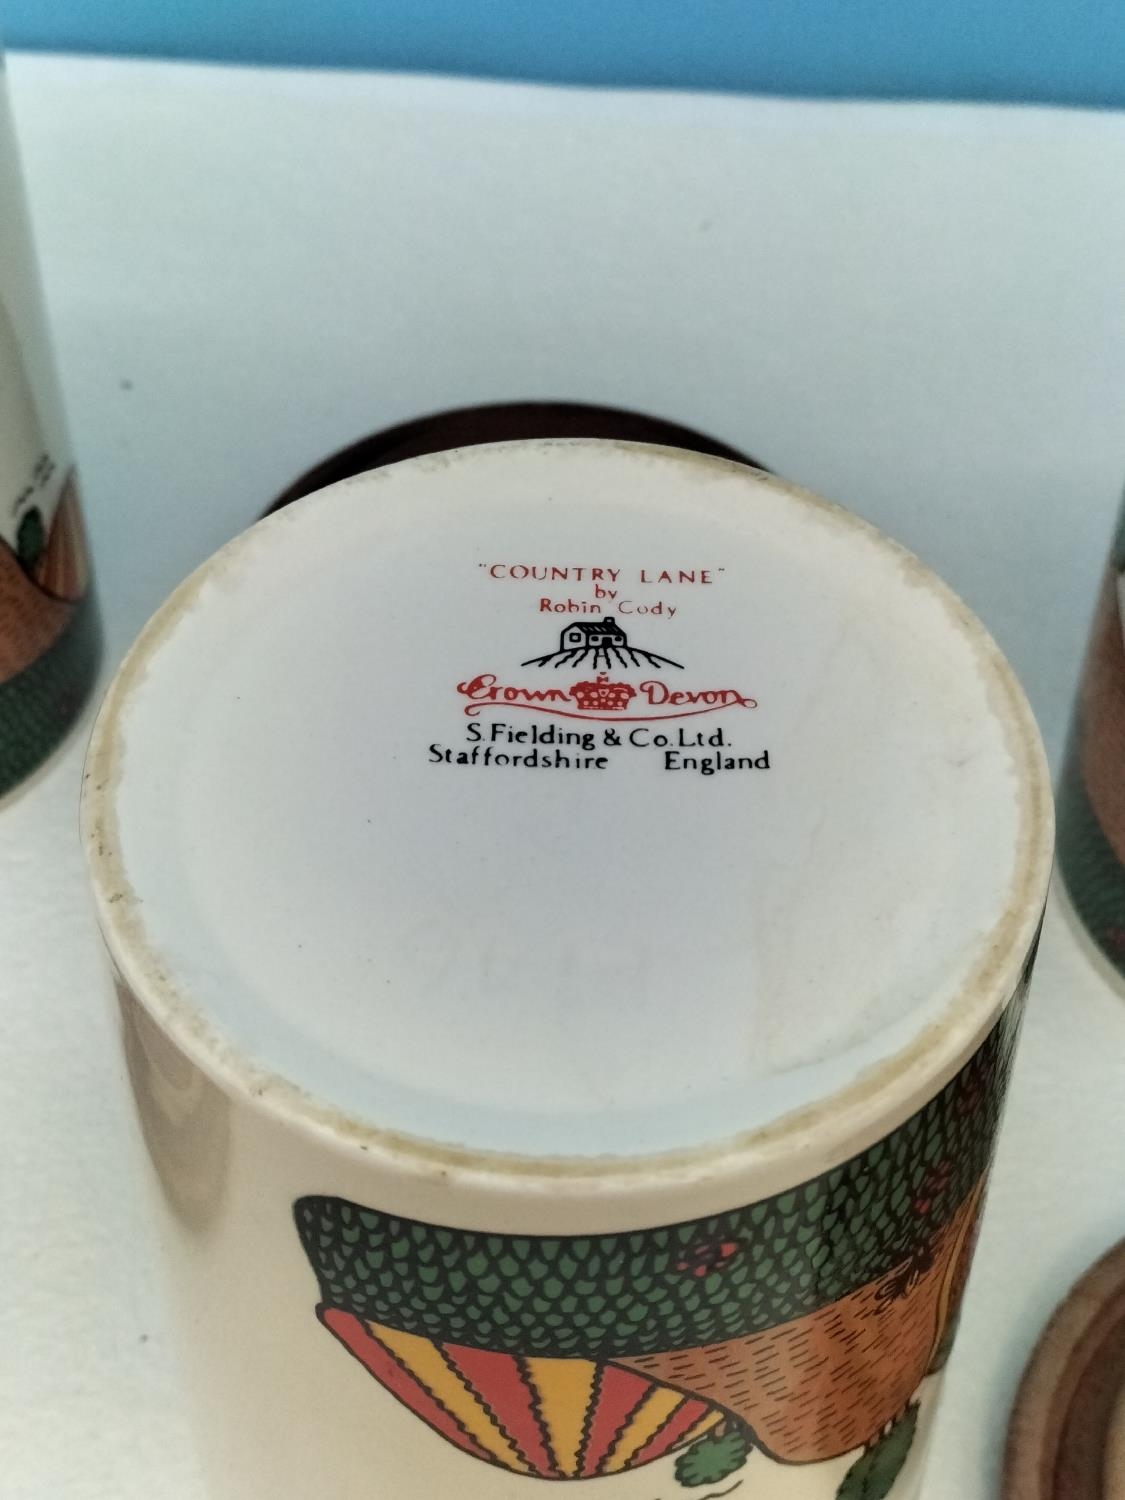 "COUNTRY LANE"
by
Robin Cody
Crown Devon
S. Fielding & Co. Ltd.
Staffordshire England